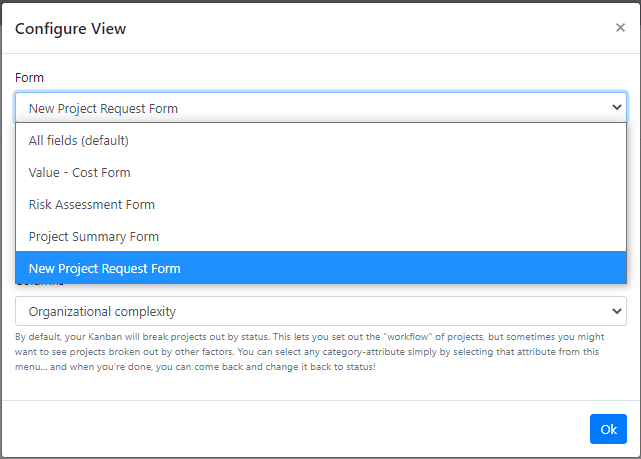 Configure View
×
Form
New Project Request Form
All fields (default)
Value - Cost Form
Risk Assessment Form
Project Summary Form
New Project Request Form
Columns
Organizational complexity
By default, your Kanban will break projects out by status. This lets you set out the "workflow" of projects, but sometimes you might
want to see projects broken out by other factors. You can select any category-attribute simply by selecting that attribute from this
menu... and when you're done, you can come back and change it back to status!
Ok